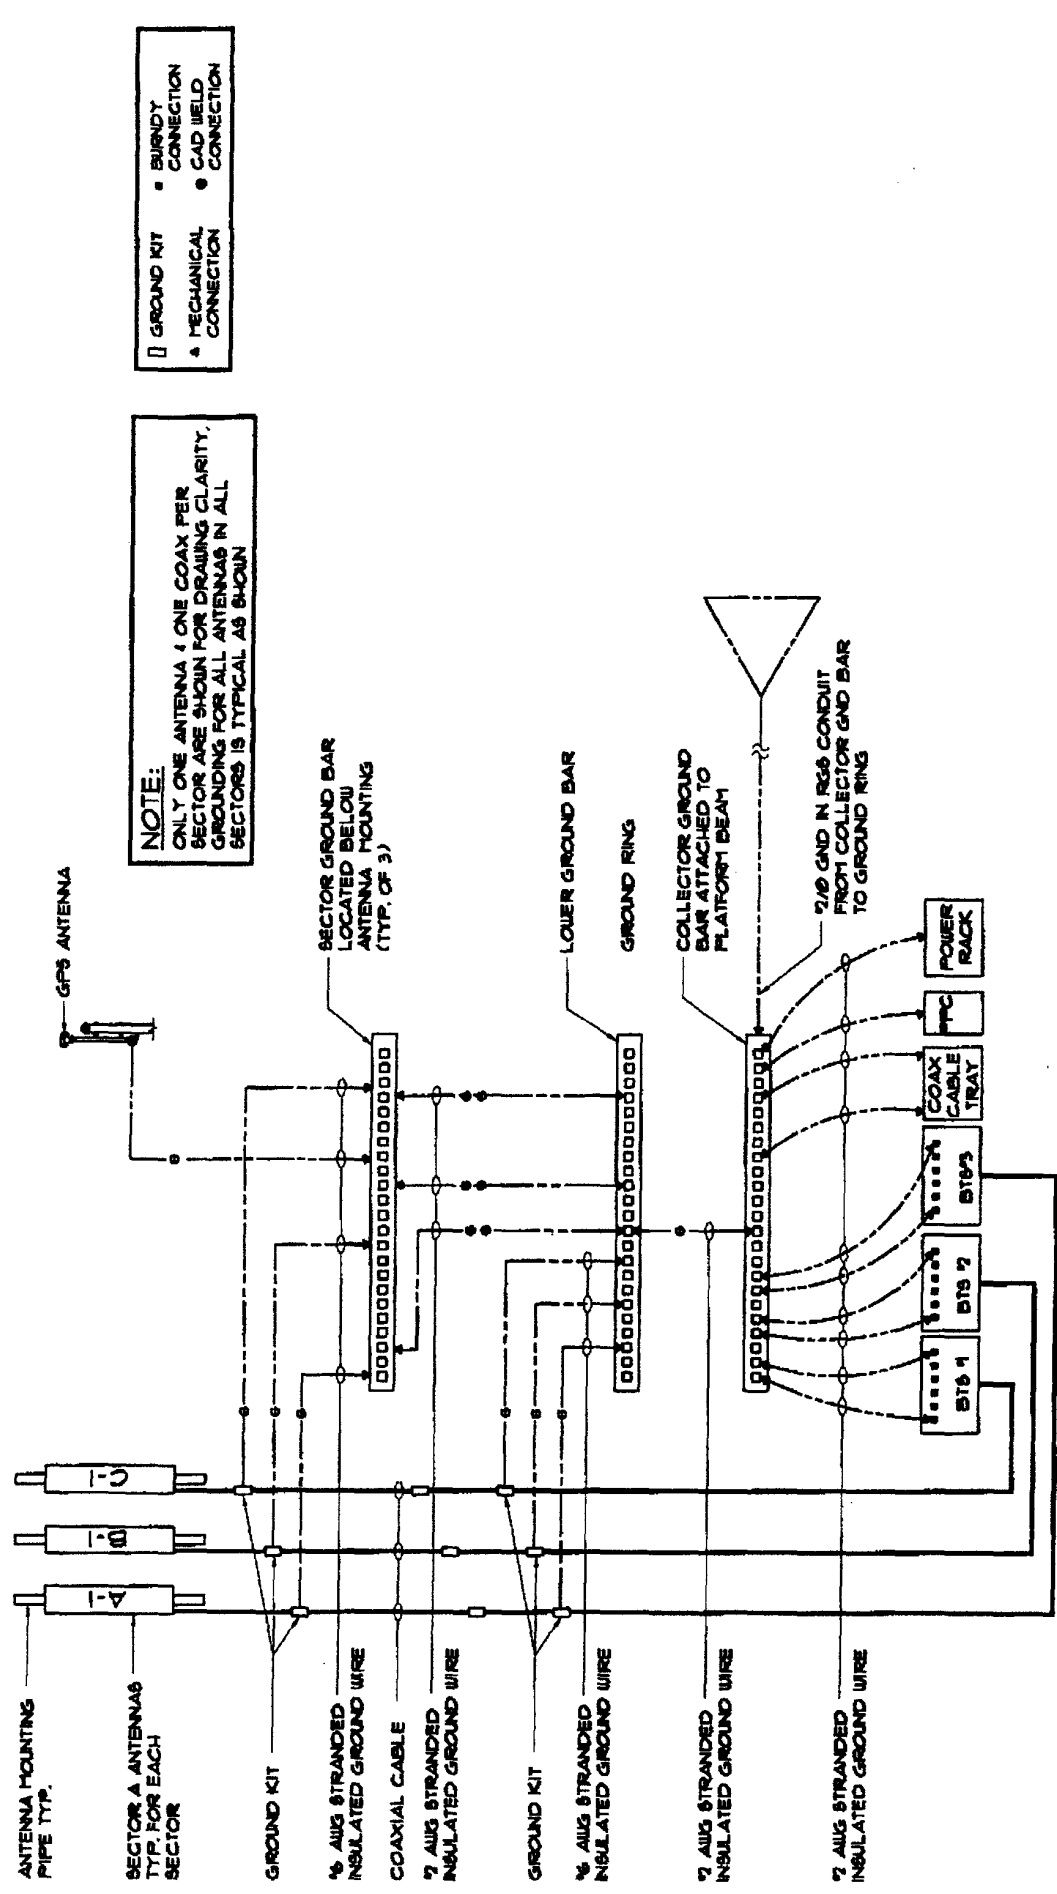 ANTENNA MOUNTING
PIPE TYP.
SECTOR A ANTENNAS
TYP. FOR EACH
SECTOR
GROUND KIT
#6 AWG STRANDED
INSULATED GROUND WIRE
COAXIAL CABLE
#2 AWG STRANDED
INSULATED GROUND WIRE
GROUND KIT
#6 AWG STRANDED
INSULATED GROUND WIRE
#2 AWG STRANDED
INSULATED GROUND WIRE
#2 AWG STRANDED
INSULATED GROUND WIRE
A-1
B-1
C-1
GPS ANTENNA
SECTOR GROUND BAR
LOCATED BELOW
ANTENNA MOUNTING
(TYP. OF 3)
LOWER GROUND BAR
GROUND RING
COLLECTOR GROUND
BAR ATTACHED TO
PLATFORM BEAM
#2/0 GND IN RGS CONDUIT
FROM COLLECTOR GND BAR
TO GROUND RING
BTS #1
BTS #2
BTS#3
COAX
CABLE
TRAY
PPC
POWER
RACK
NOTE:
ONLY ONE ANTENNA & ONE COAX PER
SECTOR ARE SHOWN FOR DRAWING CLARITY.
GROUNDING FOR ALL ANTENNAS IN ALL
SECTORS IS TYPICAL AS SHOWN
GROUND KIT
BURNDY
CONNECTION
MECHANICAL
CONNECTION
CAD WELD
CONNECTION